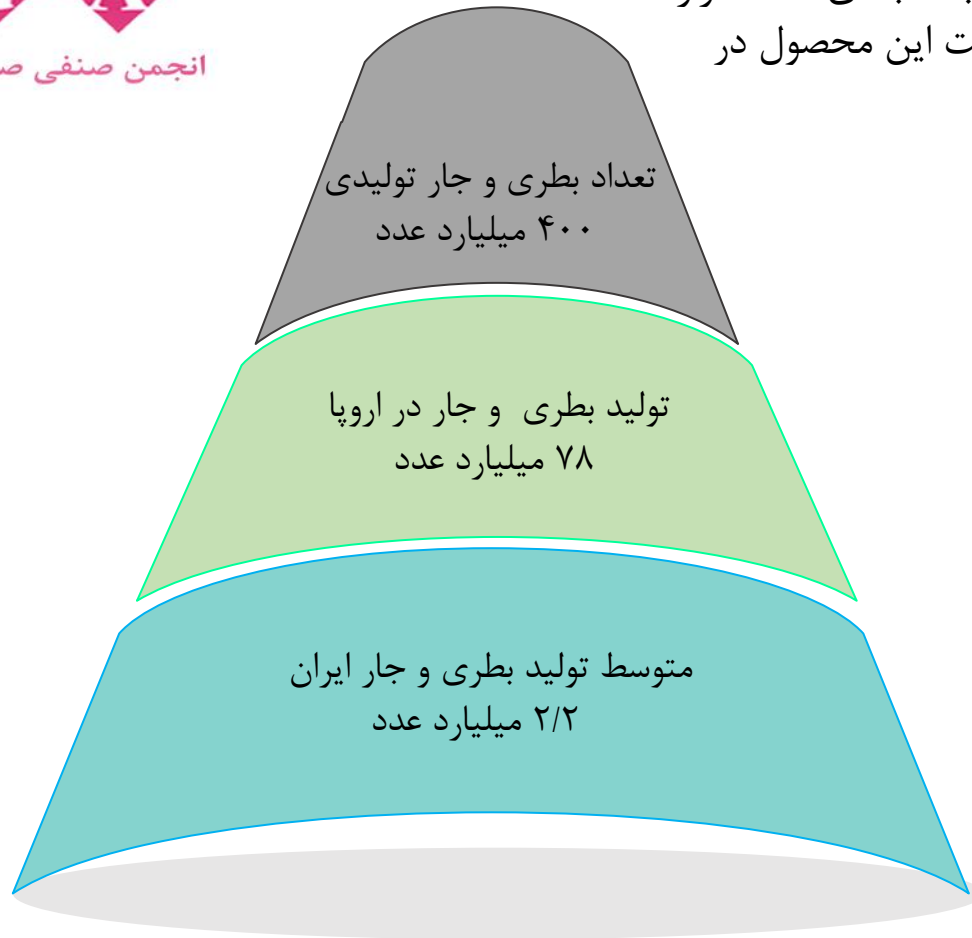 ت این محصول در
انجمن صنفی
تعداد بطری و جار تولیدی
۴۰۰ میلیارد عدد
تولید بطری و جار در اروپا
۷۸ میلیارد عدد
متوسط تولید بطری و جار ایران
۲/۲ میلیارد عدد